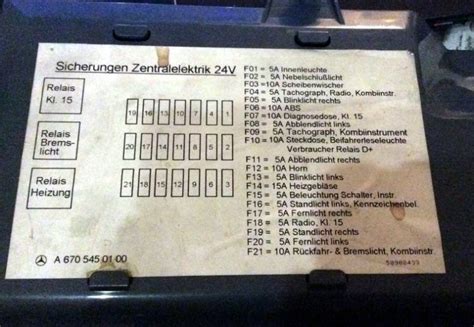 Sicherungen Zentralelektrik 24V
Relais
Kl. 15
Relais
Brems-
licht
Relais
Heizung
19 16 13 10 7 4 1
20 17 14 11 8 5 2
21 18 15 12 9 6 3
A 670 545 01 00
F01 = 5A Innenleuchte
F02 = 5A Nebelschlußlicht
F03 = 10A Scheibenwischer
F04 = 5A Tachograph, Radio, Kombiinstr.
F05 = 5A Blinklicht rechts
F06 = 10A ABS
F07 = 10A Diagnosedose, Kl. 15
F08 = 5A Abblendlicht links
F09 = 5A Tachograph, Kombiinstrument
F10 = 10A Steckdose, Beifahrerleseleuchte
Verbraucher Relais D+
F11 = 5A Abblendlicht rechts
F12 = 10A Horn
F13 = 5A Blinklicht links
F14 = 15A Heizgebläse
F15 = 5A Beleuchtung Schalter, Instr.
F16 = 5A Standlicht links, Kennzeichenbel.
F17 = 5A Fernlicht rechts
F18 = 5A Radio, Kl. 15
F19 = 5A Standlicht rechts
F20 = 5A Fernlicht links
F21 = 10A Rückfahr- & Bremslicht, Kombiinstr.